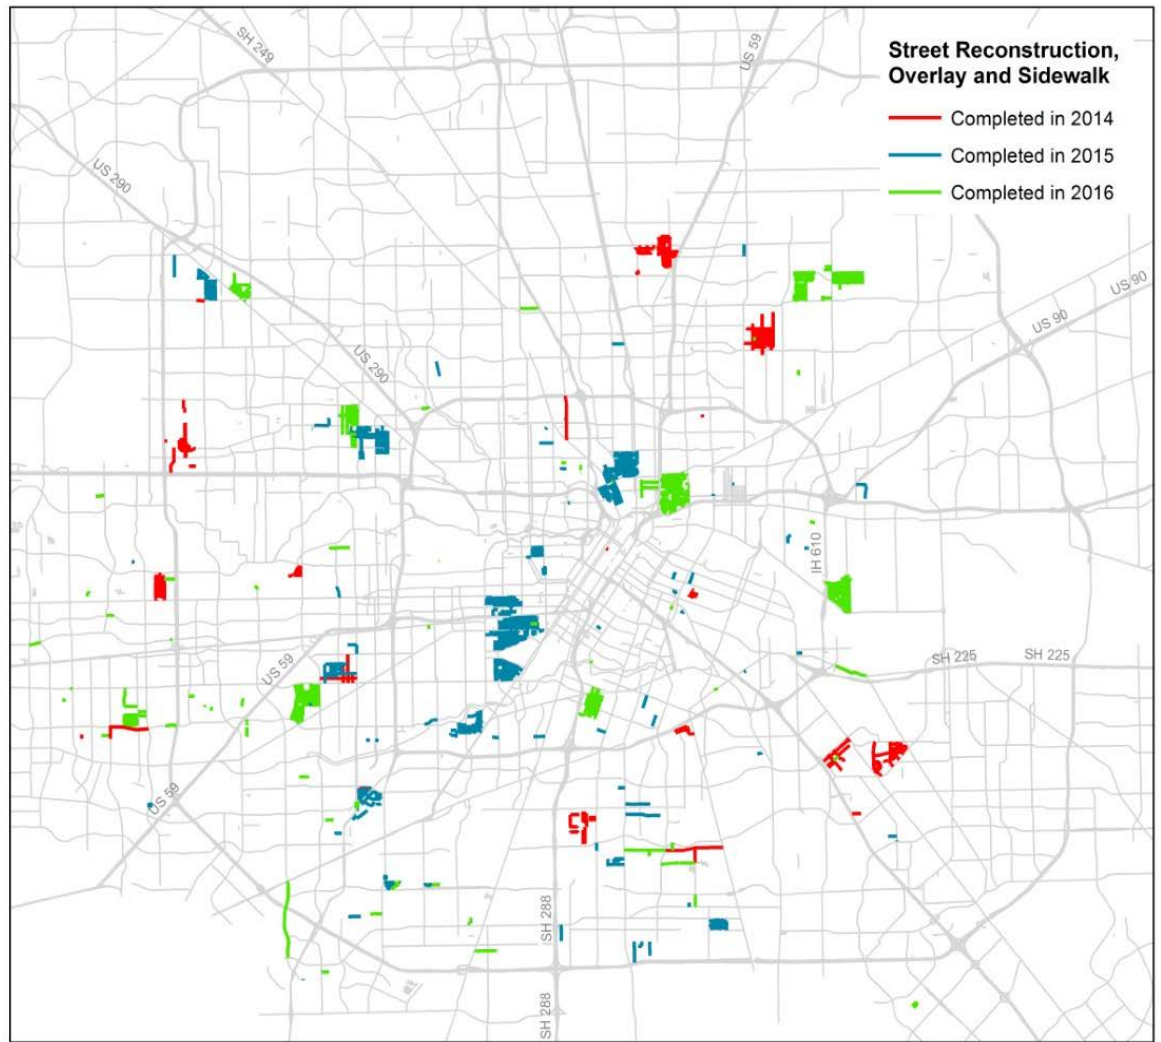 SH 249
US 59
Street Reconstruction,
Overlay and Sidewalk
Completed in 2014
Completed in 2015
Completed in 2016
US 290
US 90
US 90
US 290
IH 610
US 59
SH 225
SH 225
US 59
SH 288
SH 288